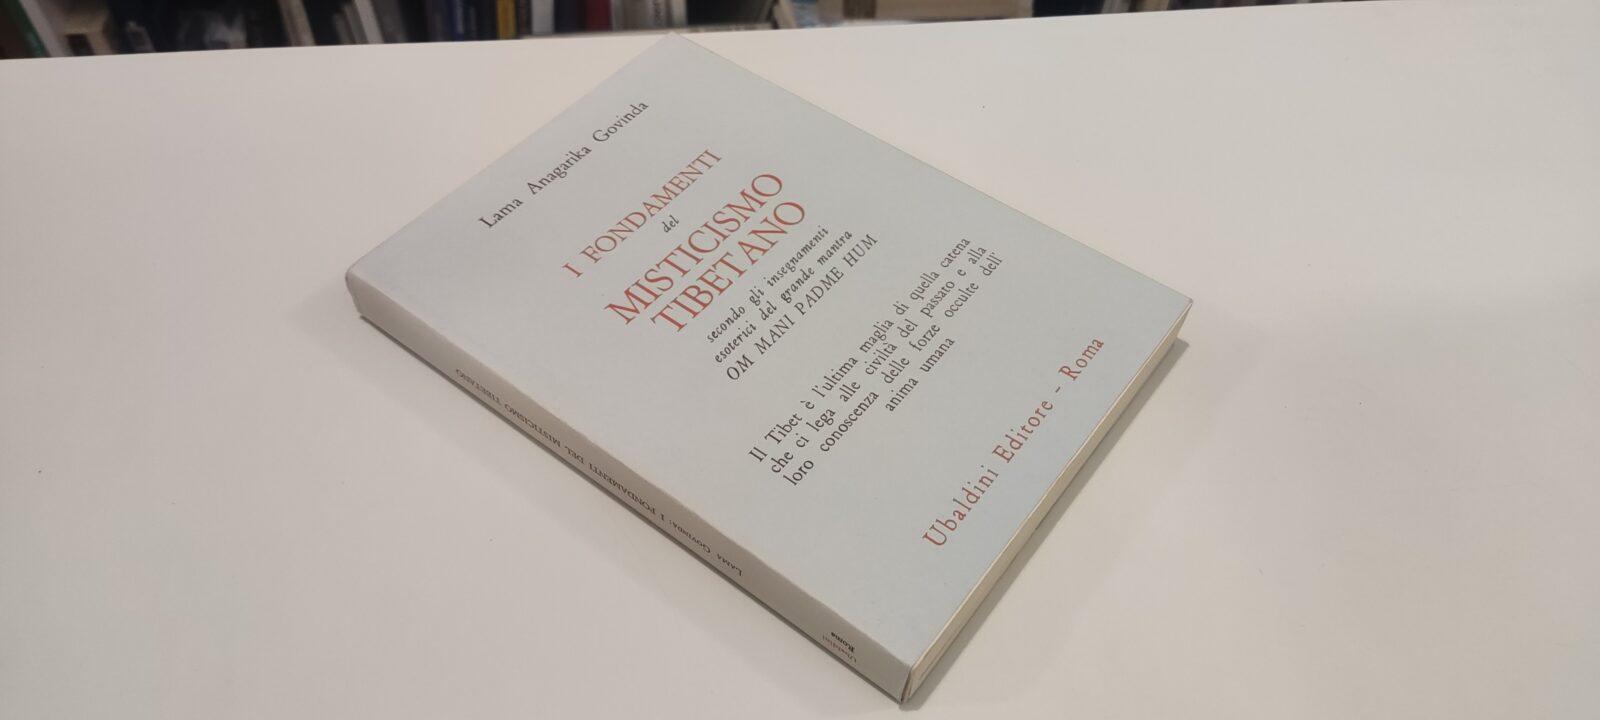 Lama Anagarika Govinda
I FONDAMENTI
del
MISTICISMO
TIBETANO
secondo gli insegnamenti
esoterici del grande mantra
OM MANI PADME HUM
Il Tibet è l'ultima maglia di quella catena
che ci lega alle civiltà del passato e alla
loro conoscenza delle forze occulte dell'
anima umana
Ubaldini Editore - Roma
LAMA GOVINDA: I FONDAMENTI DEL MISTICISMO TIBETANO
Ubaldini
Roma